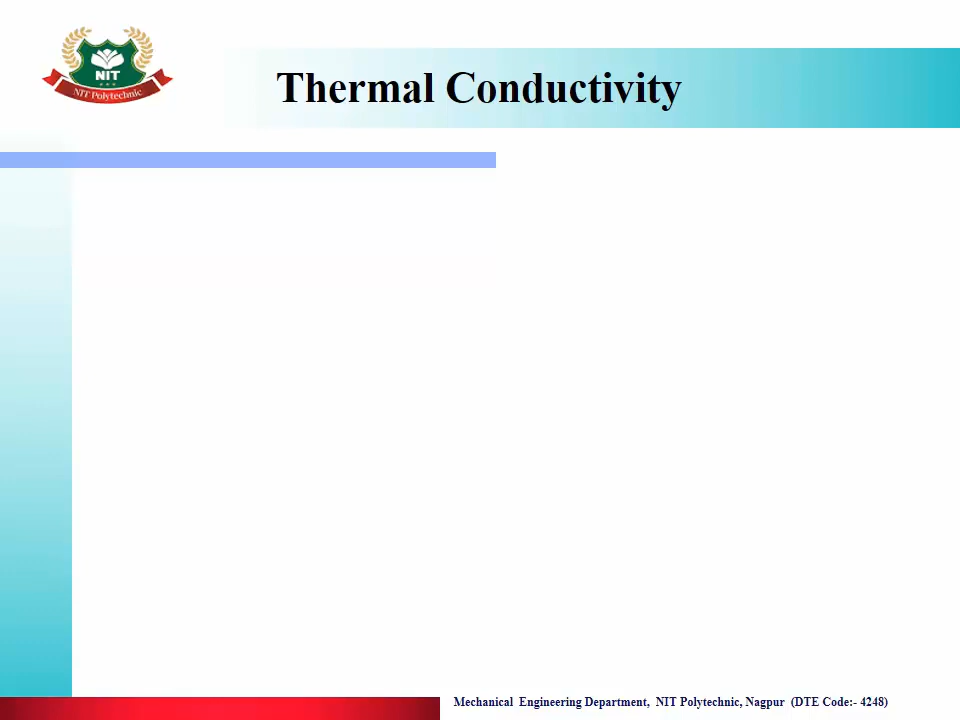 NIT
NIT Polytechnic
Thermal Conductivity
Mechanical Engineering Department, NIT Polytechnic, Nagpur (DTE Code:- 4248)